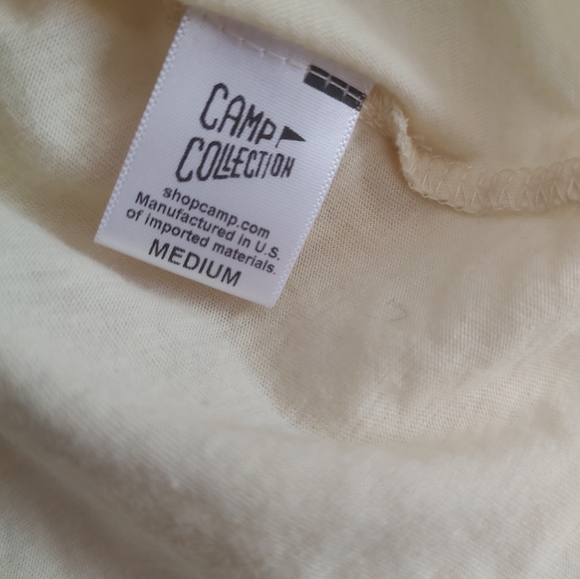 CAMP
COLLECTION
shopcamp.com
Manufactured in U.S.
of imported materials.
MEDIUM